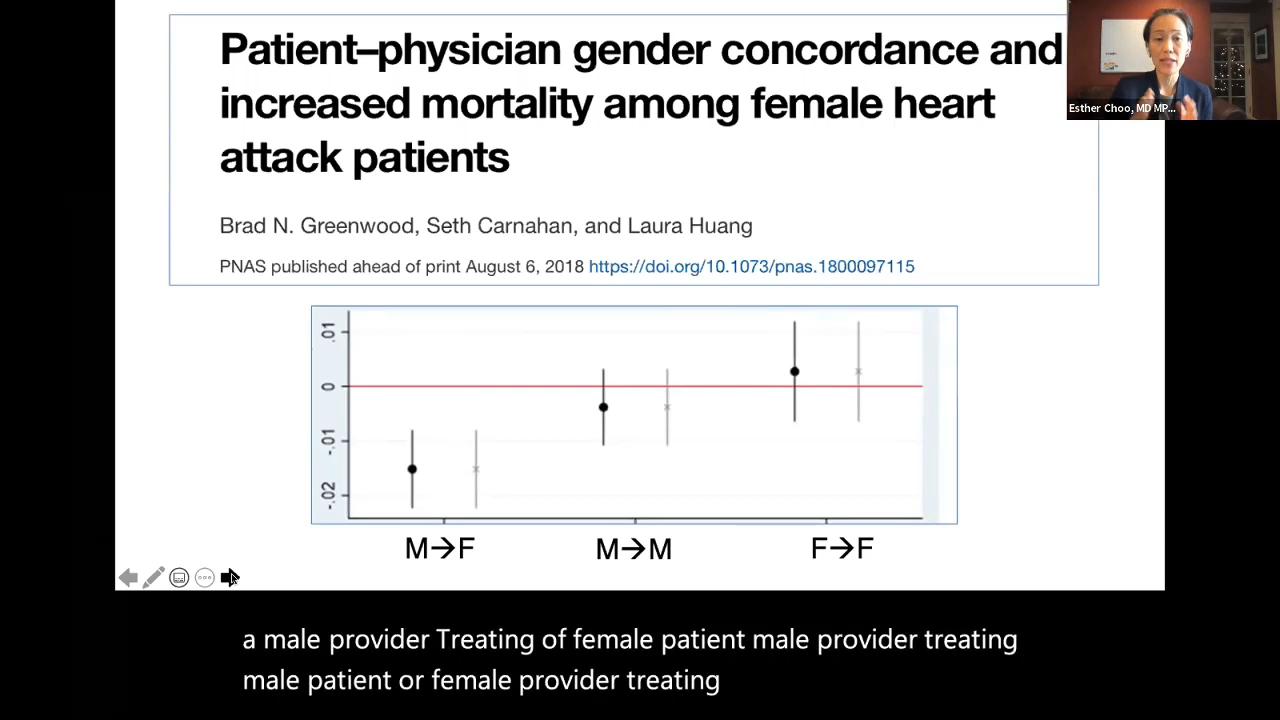 Patient–physician gender concordance and
increased mortality among female heart
attack patients
Brad N. Greenwood, Seth Carnahan, and Laura Huang
PNAS published ahead of print August 6, 2018 https://doi.org/10.1073/pnas.1800097115
Esther Choo, MD MP...
.01
0
-.01
-.02
M→F M→M F→F
a male provider Treating of female patient male provider treating
male patient or female provider treating